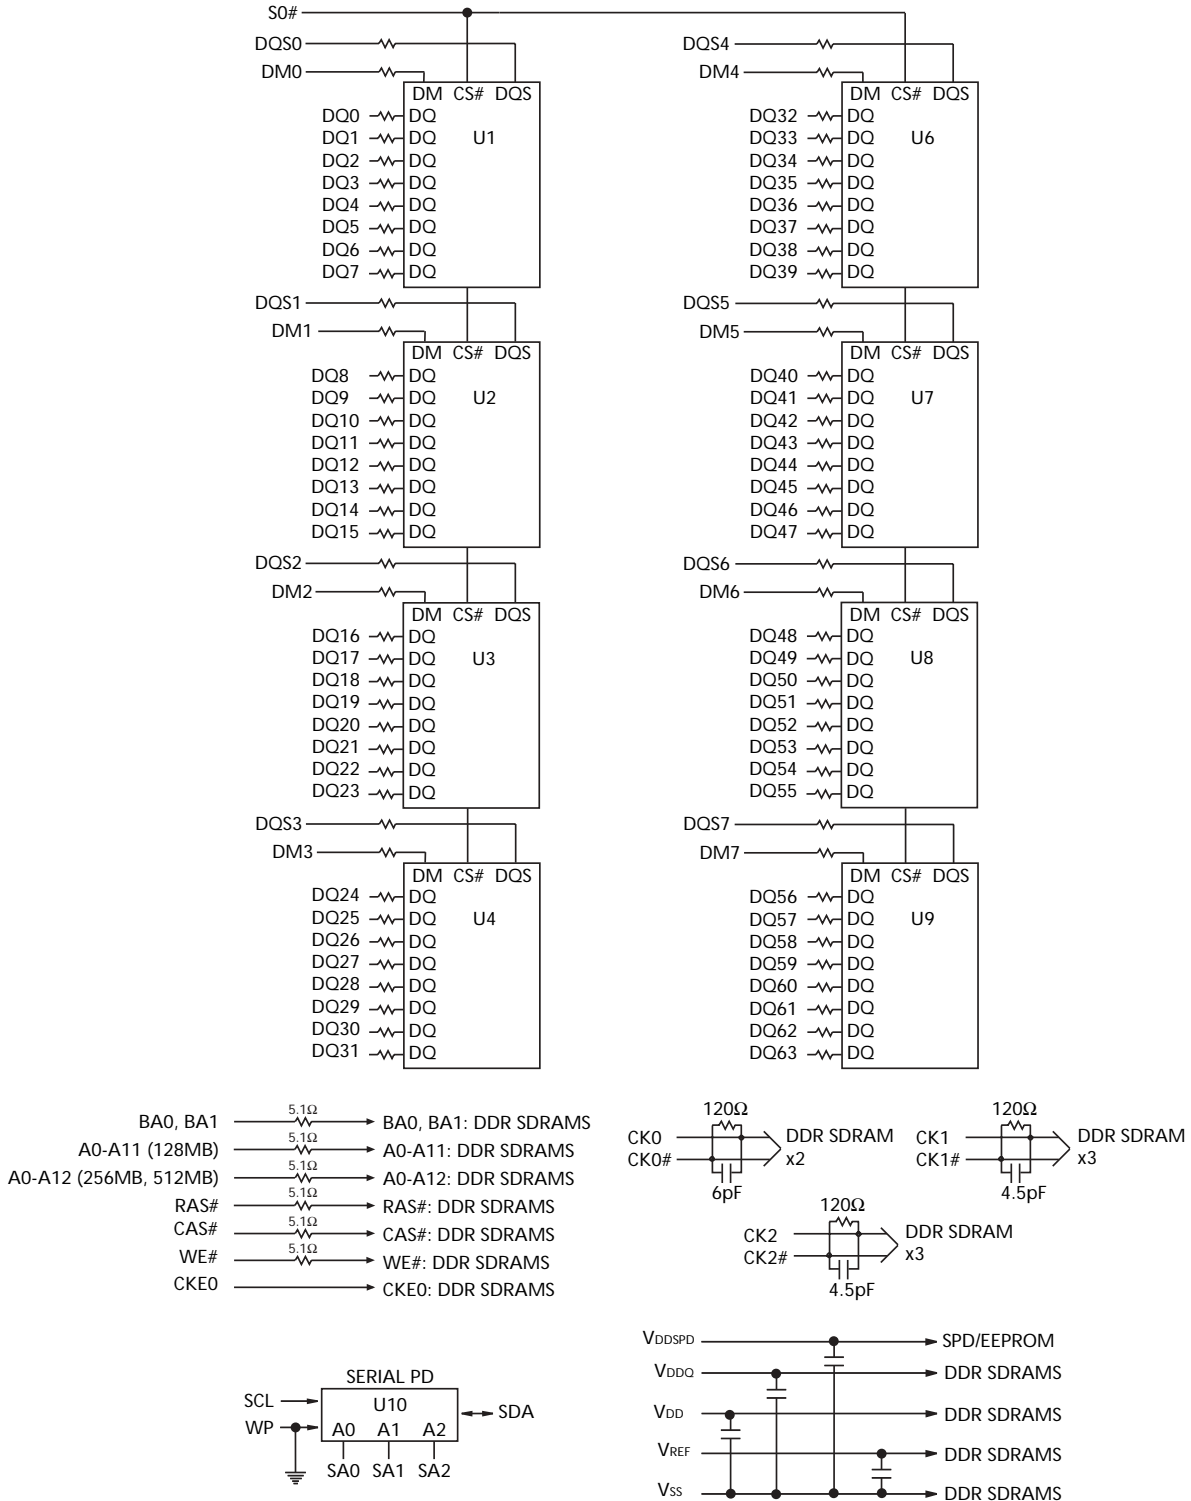 S0#
DQS0
DM0
DM CS# DQS
U1
DQ0 DQ
DQ1 DQ
DQ2 DQ
DQ3 DQ
DQ4 DQ
DQ5 DQ
DQ6 DQ
DQ7 DQ
DQS1
DM1
DM CS# DQS
U2
DQ8 DQ
DQ9 DQ
DQ10 DQ
DQ11 DQ
DQ12 DQ
DQ13 DQ
DQ14 DQ
DQ15 DQ
DQS2
DM2
DM CS# DQS
U3
DQ16 DQ
DQ17 DQ
DQ18 DQ
DQ19 DQ
DQ20 DQ
DQ21 DQ
DQ22 DQ
DQ23 DQ
DQS3
DM3
DM CS# DQS
U4
DQ24 DQ
DQ25 DQ
DQ26 DQ
DQ27 DQ
DQ28 DQ
DQ29 DQ
DQ30 DQ
DQ31 DQ
DQS4
DM4
DM CS# DQS
U6
DQ32 DQ
DQ33 DQ
DQ34 DQ
DQ35 DQ
DQ36 DQ
DQ37 DQ
DQ38 DQ
DQ39 DQ
DQS5
DM5
DM CS# DQS
U7
DQ40 DQ
DQ41 DQ
DQ42 DQ
DQ43 DQ
DQ44 DQ
DQ45 DQ
DQ46 DQ
DQ47 DQ
DQS6
DM6
DM CS# DQS
U8
DQ48 DQ
DQ49 DQ
DQ50 DQ
DQ51 DQ
DQ52 DQ
DQ53 DQ
DQ54 DQ
DQ55 DQ
DQS7
DM7
DM CS# DQS
U9
DQ56 DQ
DQ57 DQ
DQ58 DQ
DQ59 DQ
DQ60 DQ
DQ61 DQ
DQ62 DQ
DQ63 DQ
BA0, BA1 5.1Ω BA0, BA1: DDR SDRAMS
A0-A11 (128MB) 5.1Ω A0-A11: DDR SDRAMS
A0-A12 (256MB, 512MB) 5.1Ω A0-A12: DDR SDRAMS
RAS# 5.1Ω RAS#: DDR SDRAMS
CAS# 5.1Ω CAS#: DDR SDRAMS
WE# 5.1Ω WE#: DDR SDRAMS
CKE0 CKE0: DDR SDRAMS
120Ω
CK0 DDR SDRAM
CK0# x2
6pF
120Ω
CK1 DDR SDRAM
CK1# x3
4.5pF
120Ω
CK2 DDR SDRAM
CK2# x3
4.5pF
SERIAL PD
SCL U10
WP SDA
A0 A1 A2
SA0 SA1 SA2
VDDSPD SPD/EEPROM
VDDQ DDR SDRAMS
VDD DDR SDRAMS
VREF DDR SDRAMS
VSS DDR SDRAMS